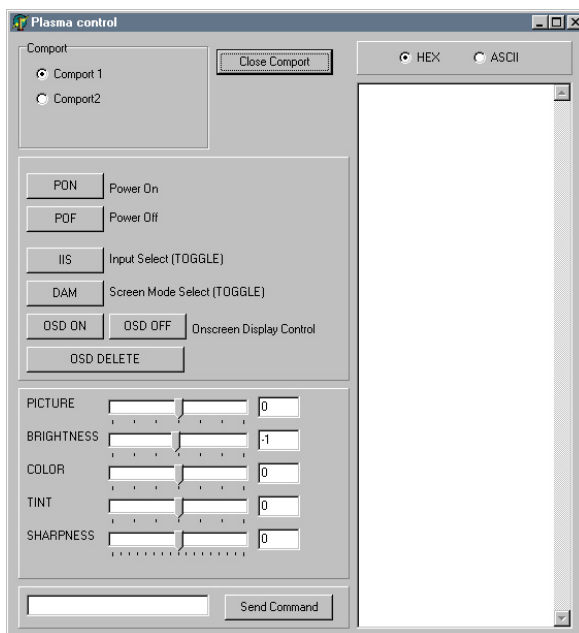 Plasma control
Comport
Comport 1
Comport2
Close Comport
HEX ASCII
PON Power On
POF Power Off
IIS Input Select (TOGGLE)
DAM Screen Mode Select (TOGGLE)
OSD ON OSD OFF Onscreen Display Control
OSD DELETE
PICTURE 0
BRIGHTNESS -1
COLOR 0
TINT 0
SHARPNESS 0
Send Command